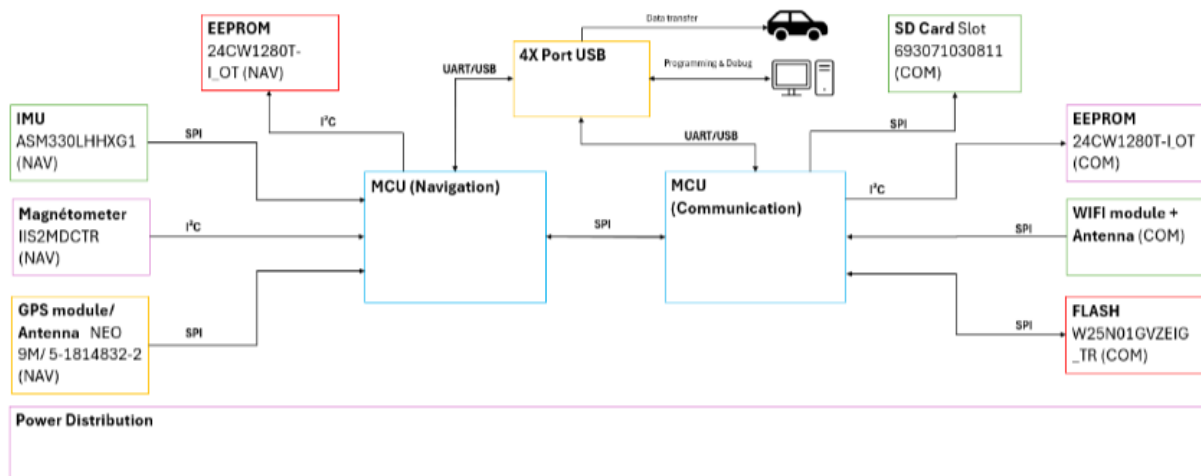 EEPROM
24CW1280T-
I_OT (NAV)
Data transfer
4X Port USB
Programming & Debug
SD Card Slot
693071030811
(COM)
UART/USB
IMU
ASM330LHHXG1
(NAV)
SPI
I²C
UART/USB
SPI
EEPROM
24CW1280T-I_OT
(COM)
MCU (Navigation)
MCU
(Communication)
I²C
Magnétometer
IIS2MDCTR
(NAV)
I²C
SPI
SPI
WIFI module +
Antenna (COM)
GPS module/
Antenna NEO
9M/ 5-1814832-2
(NAV)
SPI
SPI
FLASH
W25N01GVZEIG
_TR (COM)
Power Distribution